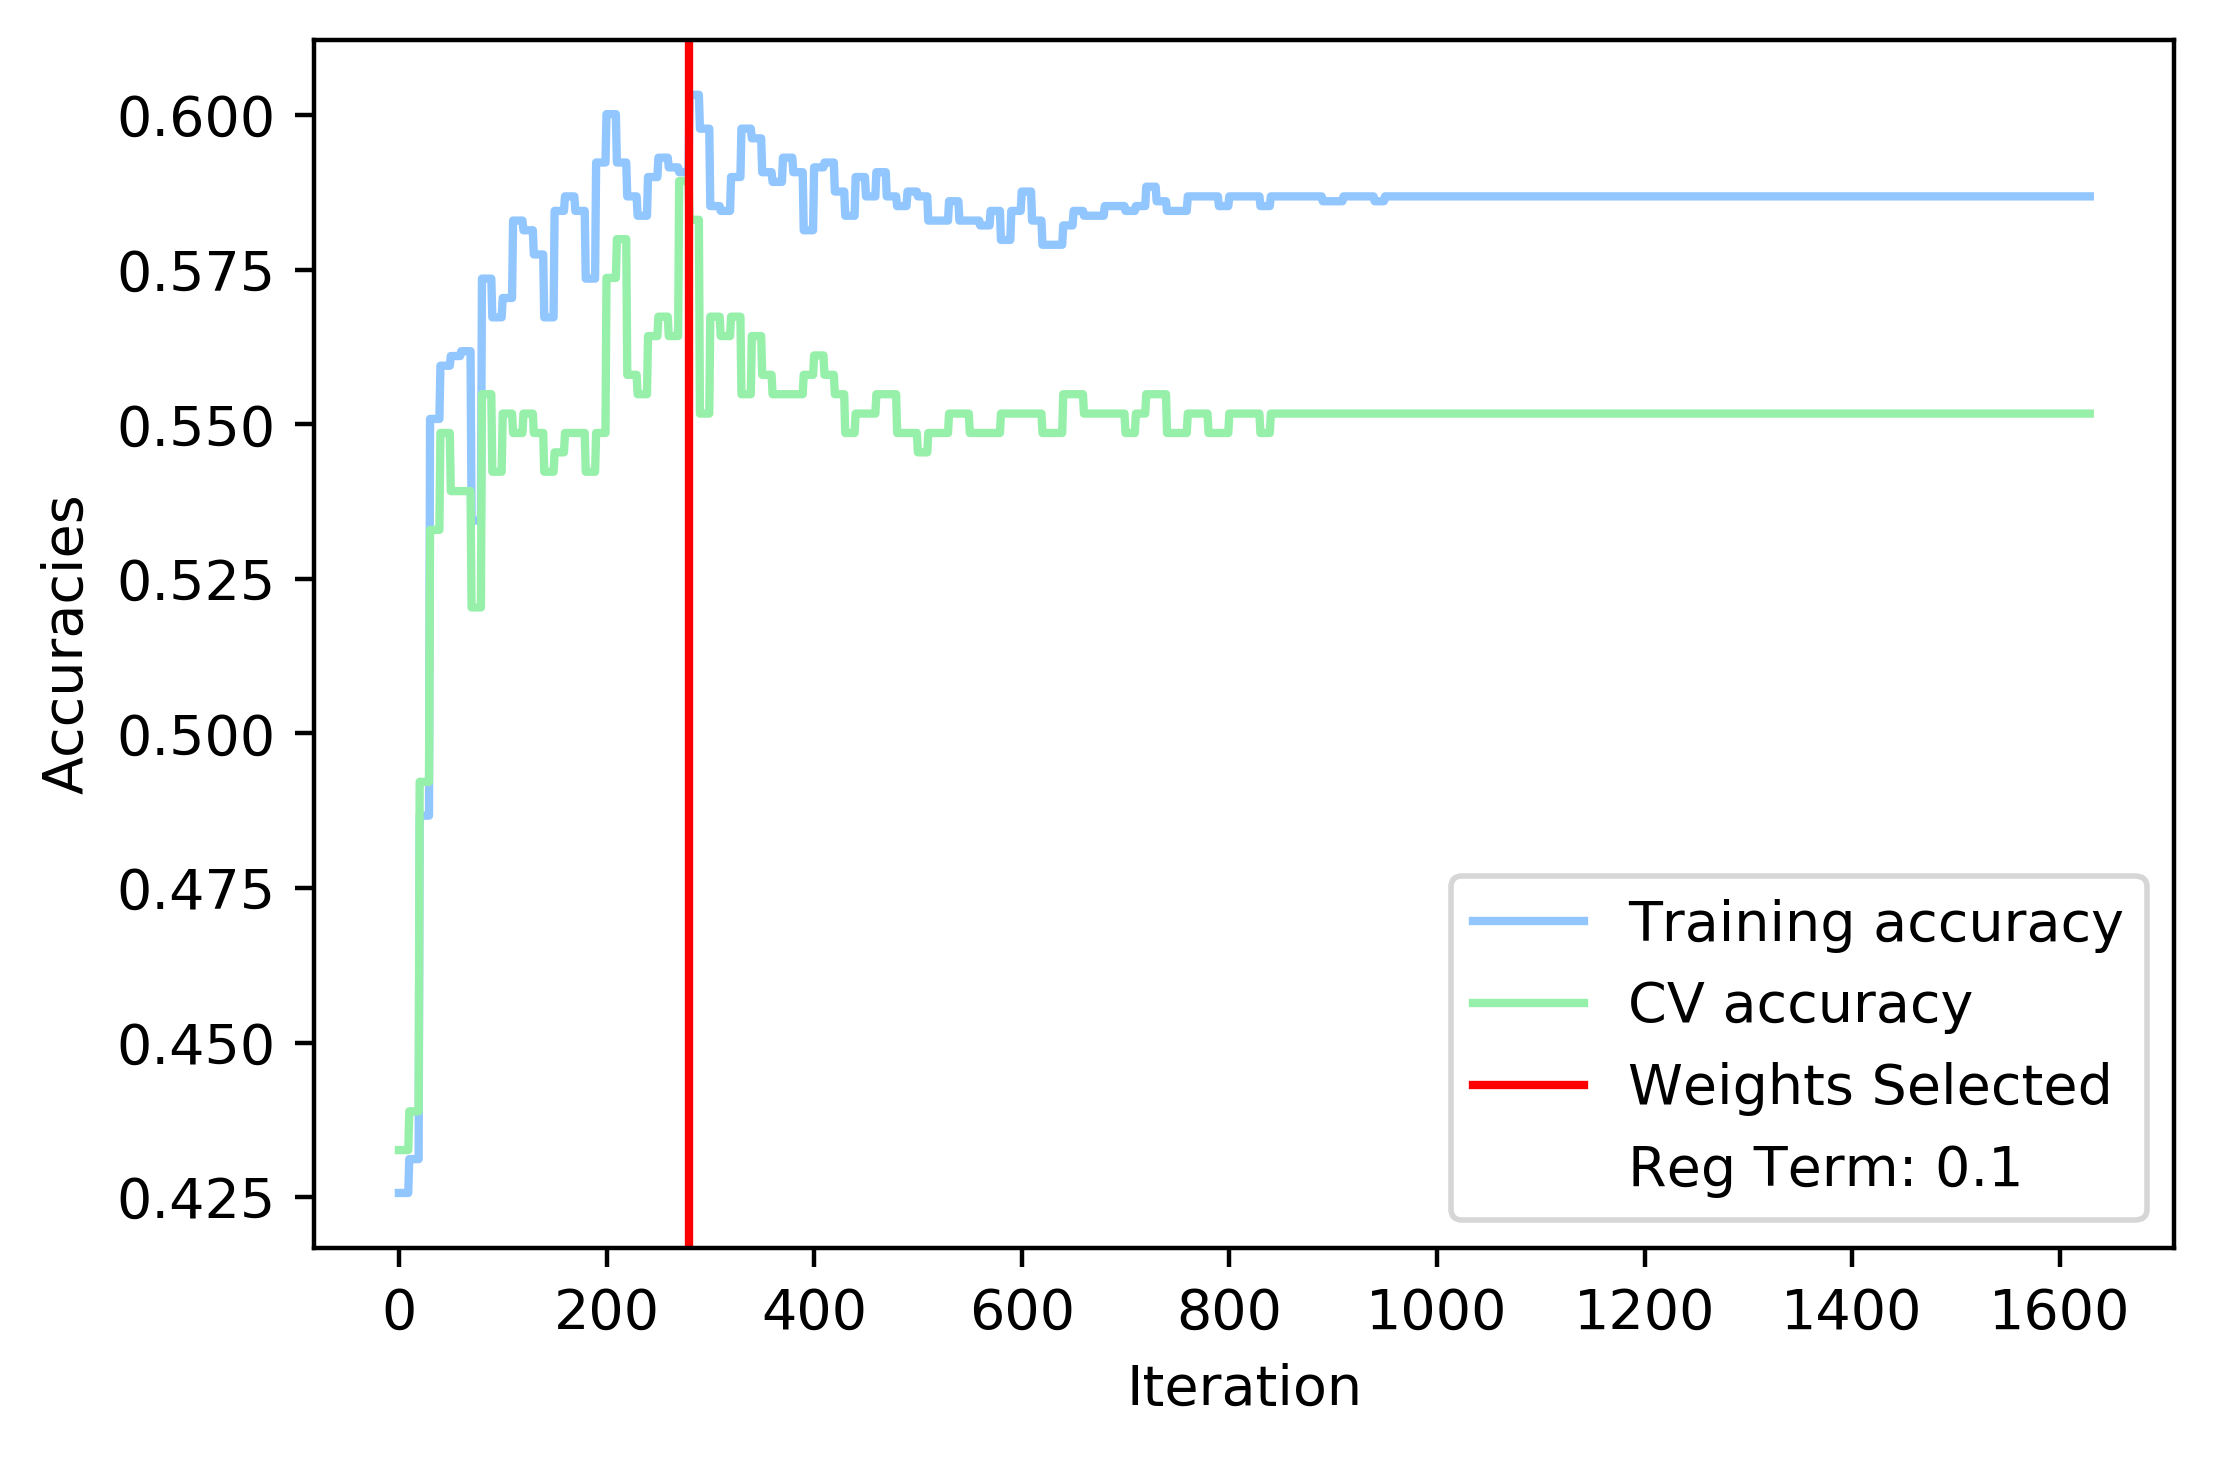 0.600
0.575
0.550
0.525
0.500
0.475
0.450
0.425
Accuracies
Training accuracy
CV accuracy
Weights Selected
Reg Term: 0.1
0 200 400 600 800 1000 1200 1400 1600
Iteration